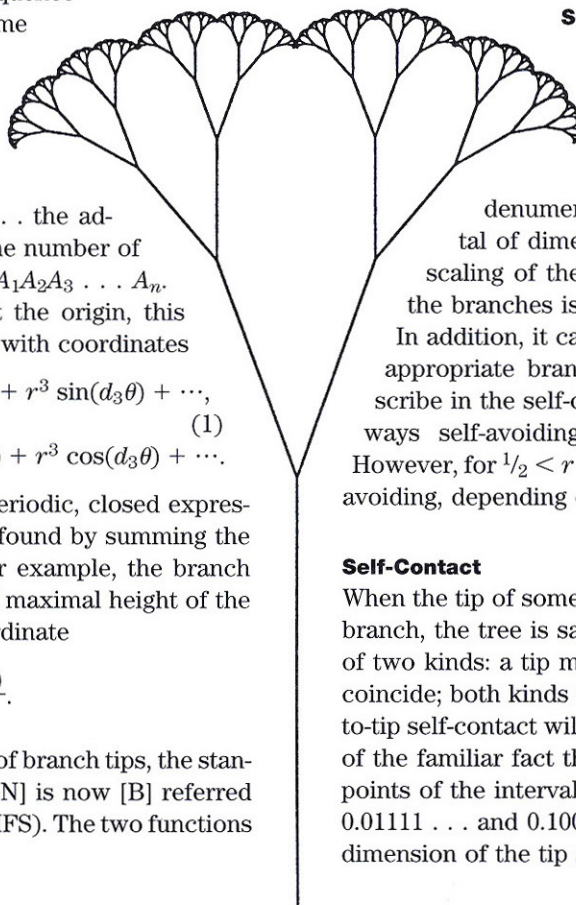 me
S
. . the ad-
e number of
A₁A₂A₃ . . . Aₙ.
the origin, this
with coordinates
+ r³ sin(d₃θ) + ···,
(1)
+ r³ cos(d₃θ) + ···.
eriodic, closed expres-
found by summing the
r example, the branch
maximal height of the
rdinate
.
of branch tips, the stan-
N] is now [B] referred
IFS). The two functions
denumer
tal of dime
scaling of the
the branches is
In addition, it ca
appropriate bran
scribe in the self-
ways self-avoiding
However, for ½ < r
avoiding, depending
Self-Contact
When the tip of some
branch, the tree is sa
of two kinds: a tip m
coincide; both kinds
to-tip self-contact wil
of the familiar fact th
points of the interval
0.01111 . . . and 0.100
dimension of the tip